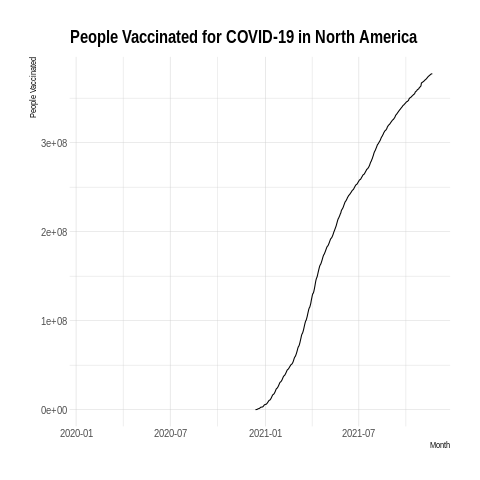 People Vaccinated for COVID-19 in North America
People Vaccinated
3e+08
2e+08
1e+08
0e+00
2020-01 2020-07 2021-01 2021-07
Month